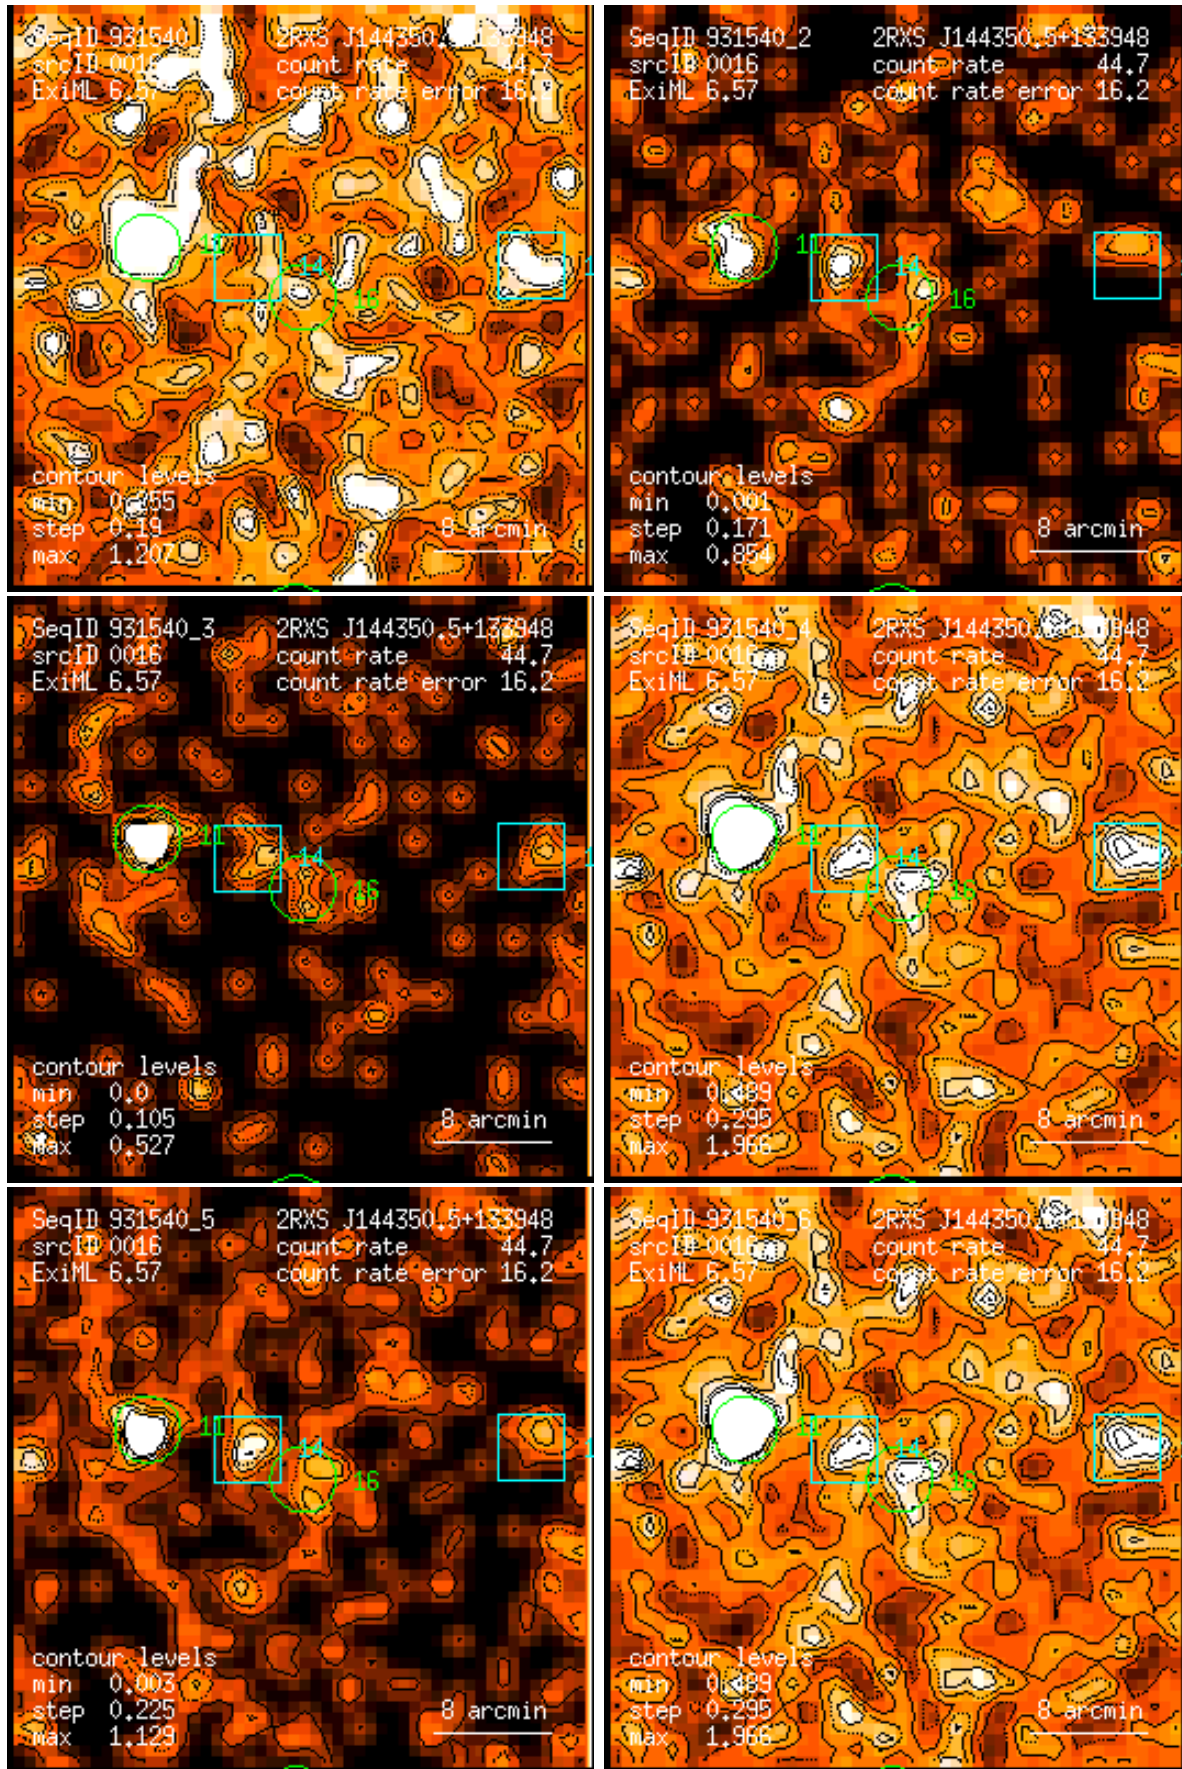 SeqID 931540 2RXS J144350.5+133948
srcID 0016 count rate 44.7
ExiML 6.57 count rate error 16.2
11
14
16
contour levels
min 0.255
step 0.19 8 arcmin
max 1.207
SeqID 931540_2 2RXS J144350.5+133948
srcID 0016 count rate 44.7
ExiML 6.57 count rate error 16.2
11
14
16
contour levels
min 0.001
step 0.171 8 arcmin
max 0.854
SeqID 931540_3 2RXS J144350.5+133948
srcID 0016 count rate 44.7
ExiML 6.57 count rate error 16.2
11
14
16
contour levels
min 0.0
step 0.105 8 arcmin
max 0.527
SeqID 931540_4 2RXS J144350.5+133948
srcID 0016 count rate 44.7
ExiML 6.57 count rate error 16.2
11
14
16
contour levels
min 0.489
step 0.295 8 arcmin
max 1.966
SeqID 931540_5 2RXS J144350.5+133948
srcID 0016 count rate 44.7
ExiML 6.57 count rate error 16.2
11
14
16
contour levels
min 0.003
step 0.225 8 arcmin
max 1.129
SeqID 931540_6 2RXS J144350.5+133948
srcID 0016 count rate 44.7
ExiML 6.57 count rate error 16.2
11
14
16
contour levels
min 0.489
step 0.295 8 arcmin
max 1.966